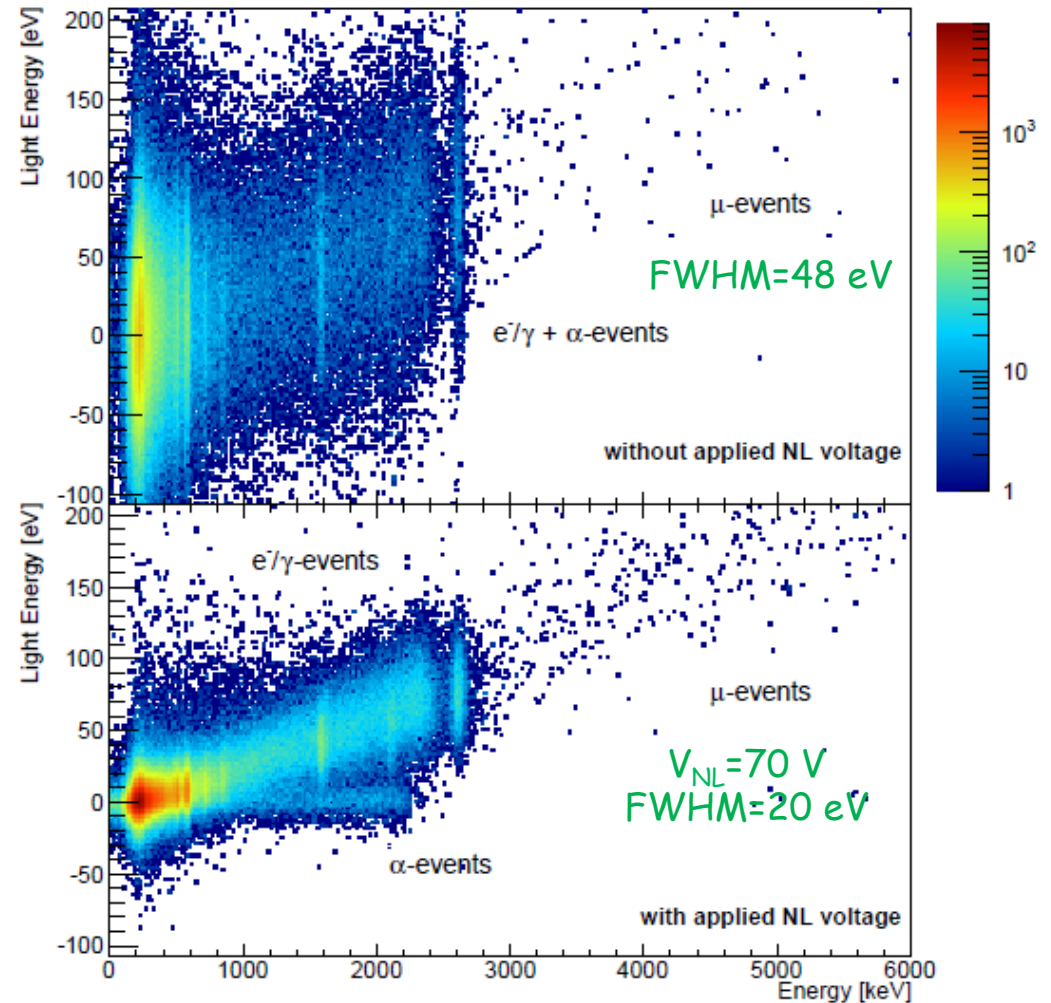 Light Energy [eV]
200
150
100
50
0
-50
-100
μ-events
FWHM=48 eV
e⁻/γ + α-events
without applied NL voltage
10³
10²
10
1
Light Energy [eV]
200
150
100
50
0
-50
-100
e⁻/γ-events
μ-events
V_NL=70 V
FWHM=20 eV
α-events
with applied NL voltage
0 1000 2000 3000 4000 5000 6000
Energy [keV]